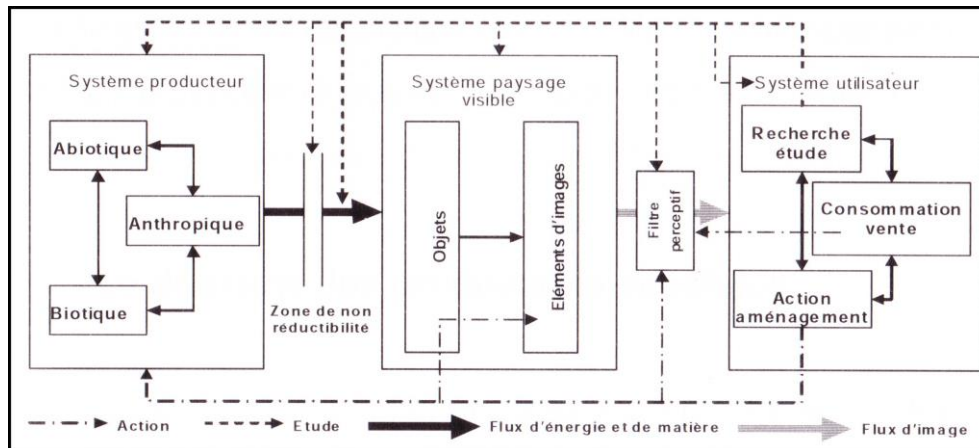 Système producteur
Abiotique
Anthropique
Biotique
Zone de non
réductibilité
Système paysage
visible
Objets
Eléments d'images
Filtre
perceptif
Système utilisateur
Recherche
étude
Consommation
vente
Action
aménagement
Action
Etude
Flux d'énergie et de matière
Flux d'image